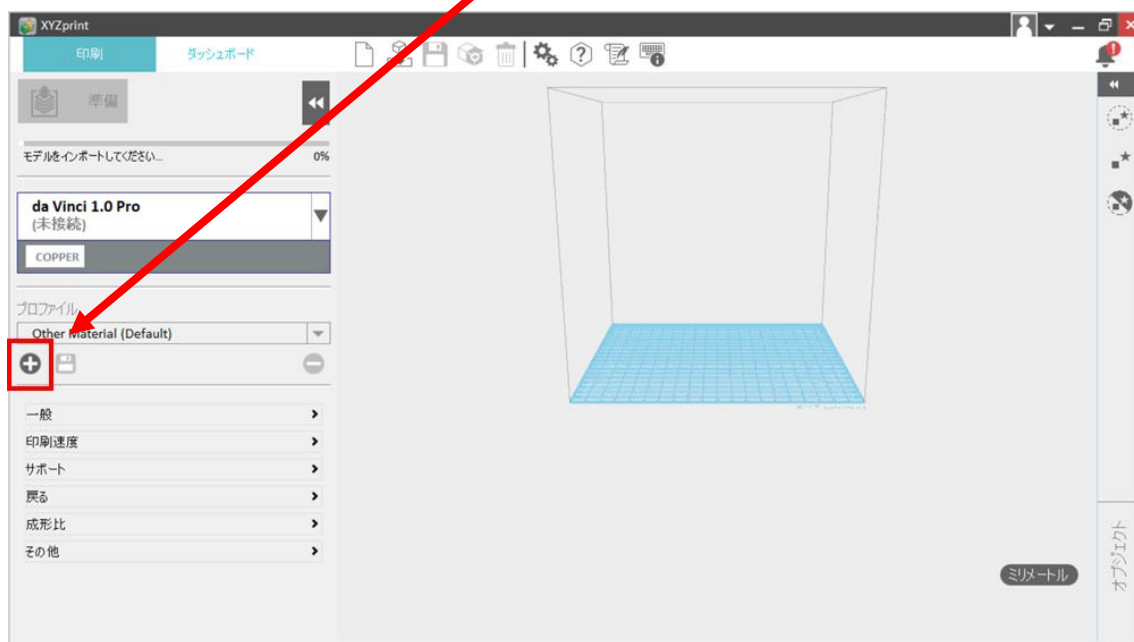 XYZprint
印刷 ダッシュボード
準備
モデルをインポートしてください... 0%
da Vinci 1.0 Pro
(未接続)
COPPER
プロファイル
Other Material (Default)
一般
印刷速度
サポート
戻る
成形比
その他
ミリメートル
オブジェクト